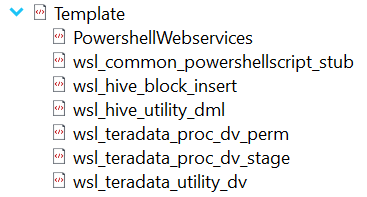 Template
PowershellWebservices
wsl_common_powershellscript_stub
wsl_hive_block_insert
wsl_hive_utility_dml
wsl_teradata_proc_dv_perm
wsl_teradata_proc_dv_stage
wsl_teradata_utility_dv